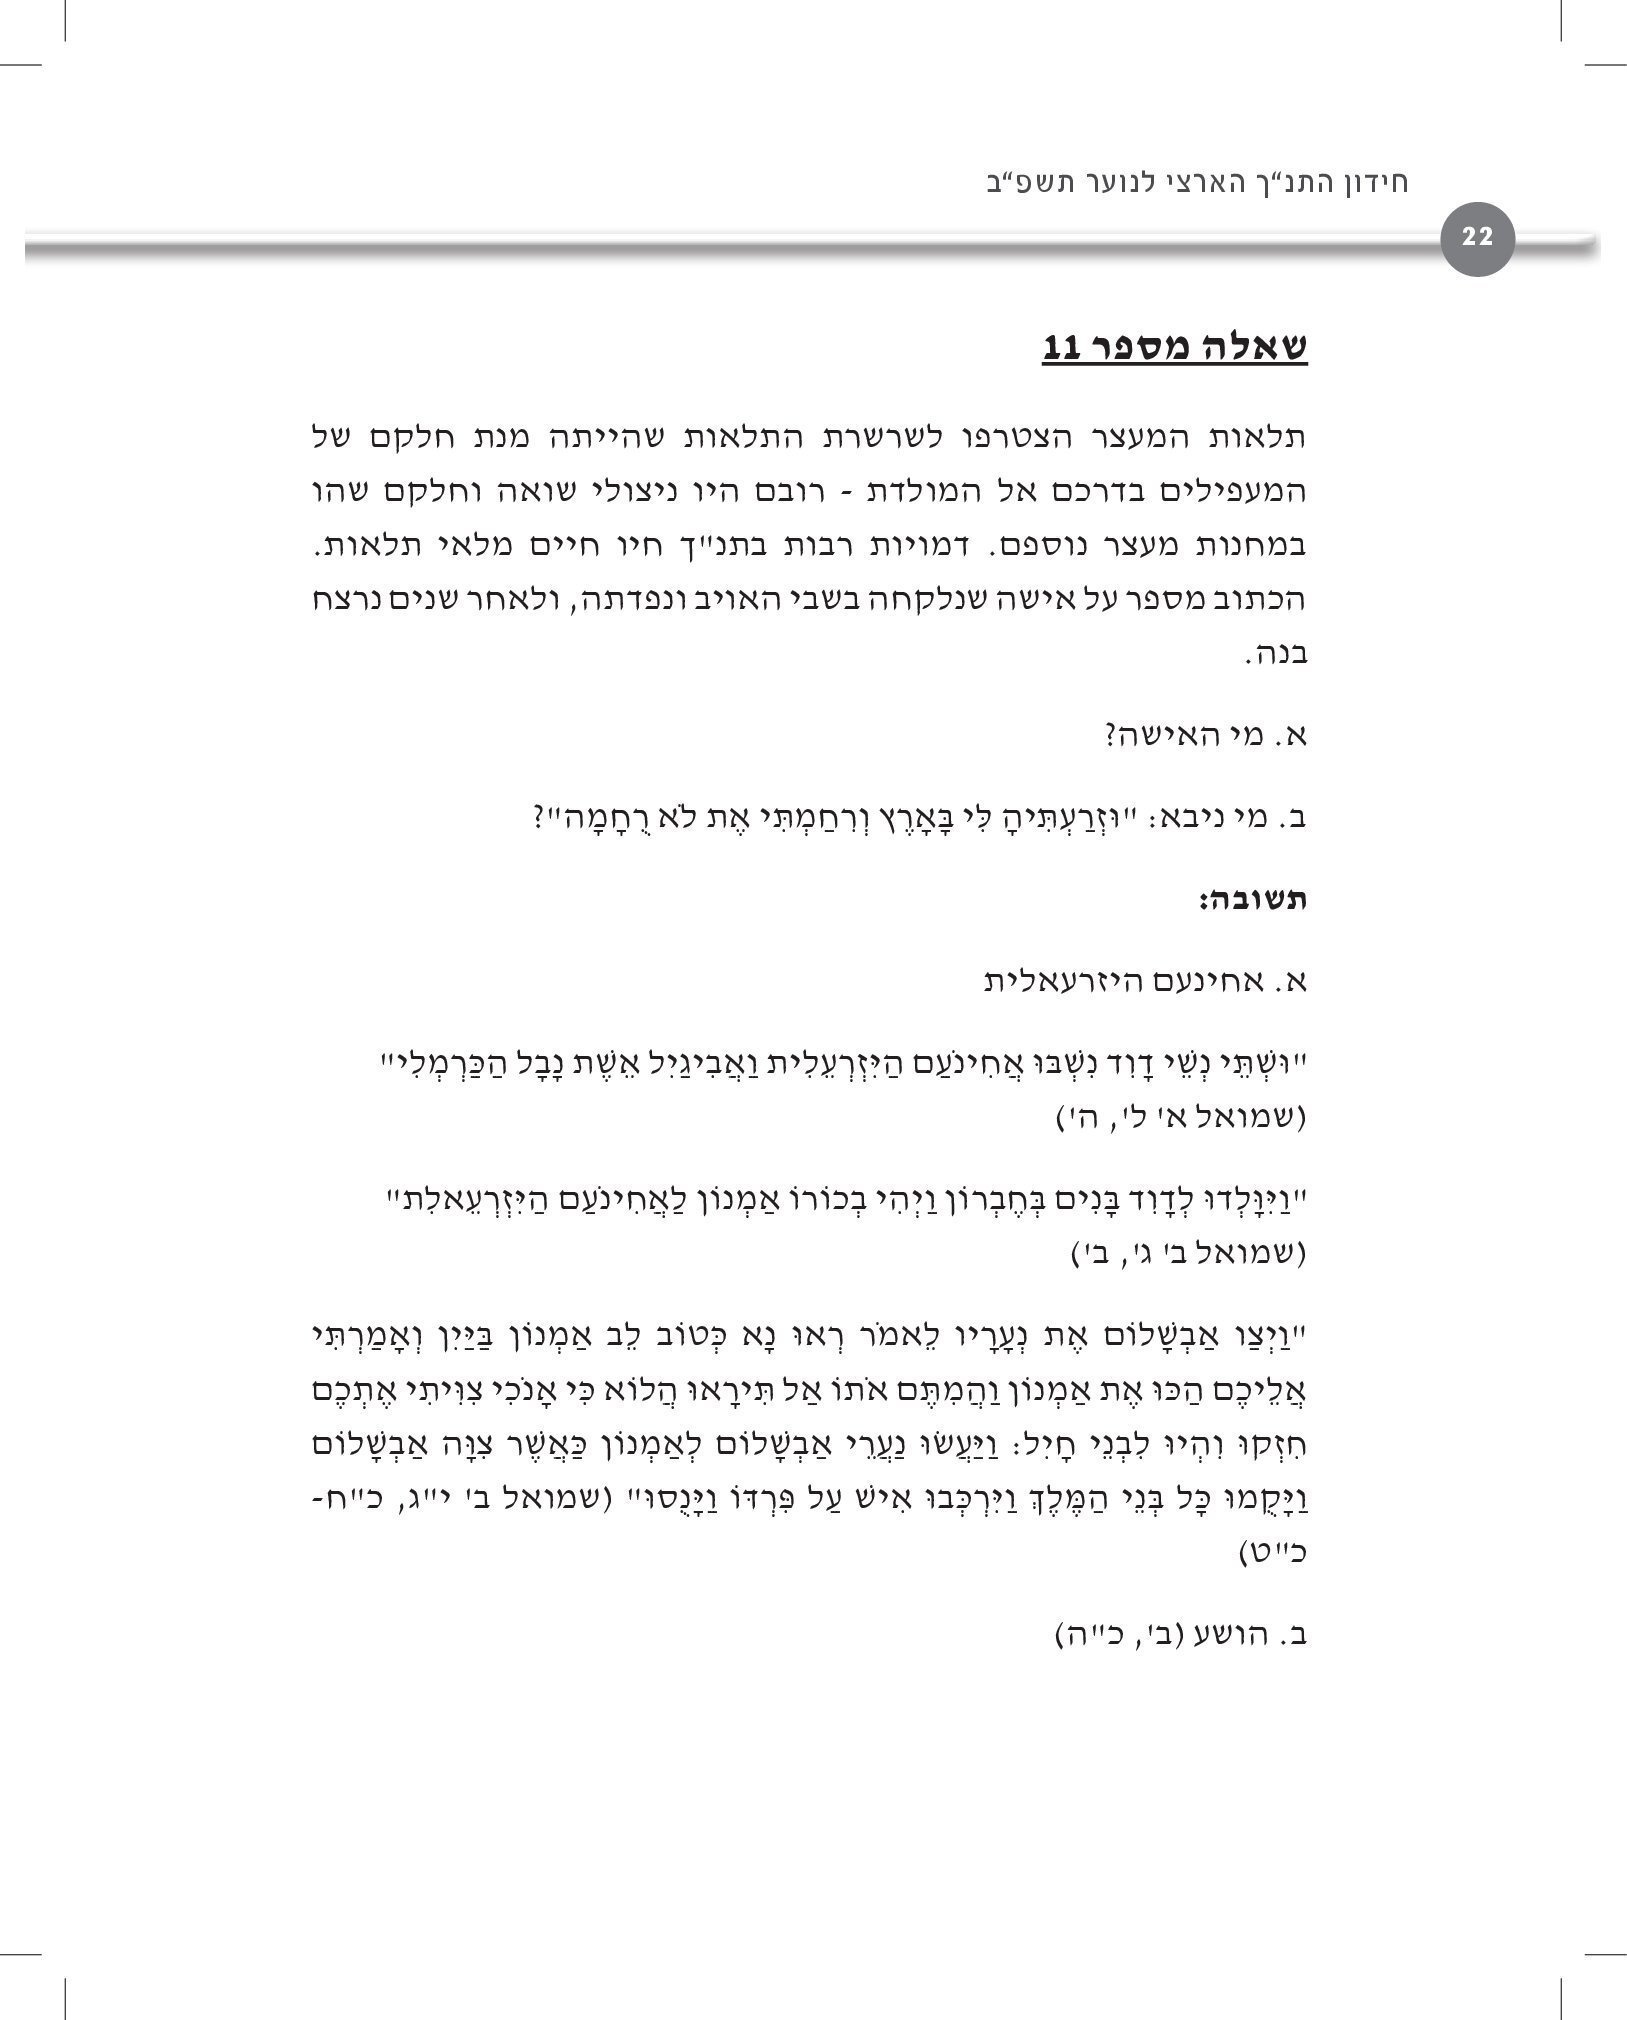 חידון התנ״ך הארצי לנוער תשפ״ב
22
שאלה מספר 11
תלאות המעצר הצטרפו לשרשרת התלאות שהייתה מנת חלקם של
המעפילים בדרכם אל המולדת - רובם היו ניצולי שואה וחלקם שהו
במחנות מעצר נוספם. דמויות רבות בתנ"ך חיו חיים מלאי תלאות.
הכתוב מספר על אישה שנלקחה בשבי האויב ונפדתה, ולאחר שנים נרצח
בנה.
א. מי האישה?
ב. מי ניבא: "וּזְרַעְתִּיהָ לִּי בָּאָרֶץ וְרִחַמְתִּי אֶת לֹא רֻחָמָה"?
תשובה:
א. אחינעם היזרעאלית
"וּשְׁתֵּי נְשֵׁי דָוִד נִשְׁבּוּ אֲחִינֹעַם הַיִּזְרְעֵלִית וַאֲבִיגַיִל אֵשֶׁת נָבָל הַכַּרְמְלִי"
(שמואל א' ל', ה')
"וַיִּוָּלְדוּ לְדָוִד בָּנִים בְּחֶבְרוֹן וַיְהִי בְכוֹרוֹ אַמְנוֹן לַאֲחִינֹעַם הַיִּזְרְעֵאלִת"
(שמואל ב' ג', ב')
"וַיְצַו אַבְשָׁלוֹם אֶת נְעָרָיו לֵאמֹר רְאוּ נָא כְּטוֹב לֵב אַמְנוֹן בַּיַּיִן וְאָמַרְתִּי
אֲלֵיכֶם הַכּוּ אֶת אַמְנוֹן וַהֲמִתֶּם אֹתוֹ אַל תִּירָאוּ הֲלוֹא כִּי אָנֹכִי צִוִּיתִי אֶתְכֶם
חִזְקוּ וִהְיוּ לִבְנֵי חָיִל: וַיַּעֲשׂוּ נַעֲרֵי אַבְשָׁלוֹם לְאַמְנוֹן כַּאֲשֶׁר צִוָּה אַבְשָׁלוֹם
וַיָּקֻמוּ כָּל בְּנֵי הַמֶּלֶךְ וַיִּרְכְּבוּ אִישׁ עַל פִּרְדּוֹ וַיָּנֻסוּ" (שמואל ב' י"ג, כ"ח-
כ"ט)
ב. הושע (ב', כ"ה)